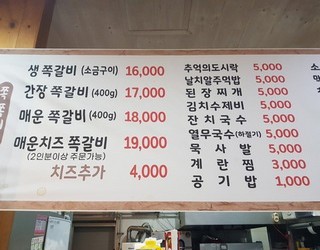 생 쪽갈비 (소금구이) 16,000
간장 쪽갈비 (400g) 17,000
매운 쪽갈비 (400g) 18,000
매운치즈 쪽갈비 19,000
(2인분이상 주문가능)
치즈추가 4,000
추억의도시락 5,000
날치알주먹밥 5,000
된장찌개 5,000
김치수제비 5,000
잔치국수 5,000
열무국수(하절기) 5,000
묵사발 5,000
계란찜 3,000
공기밥 1,000